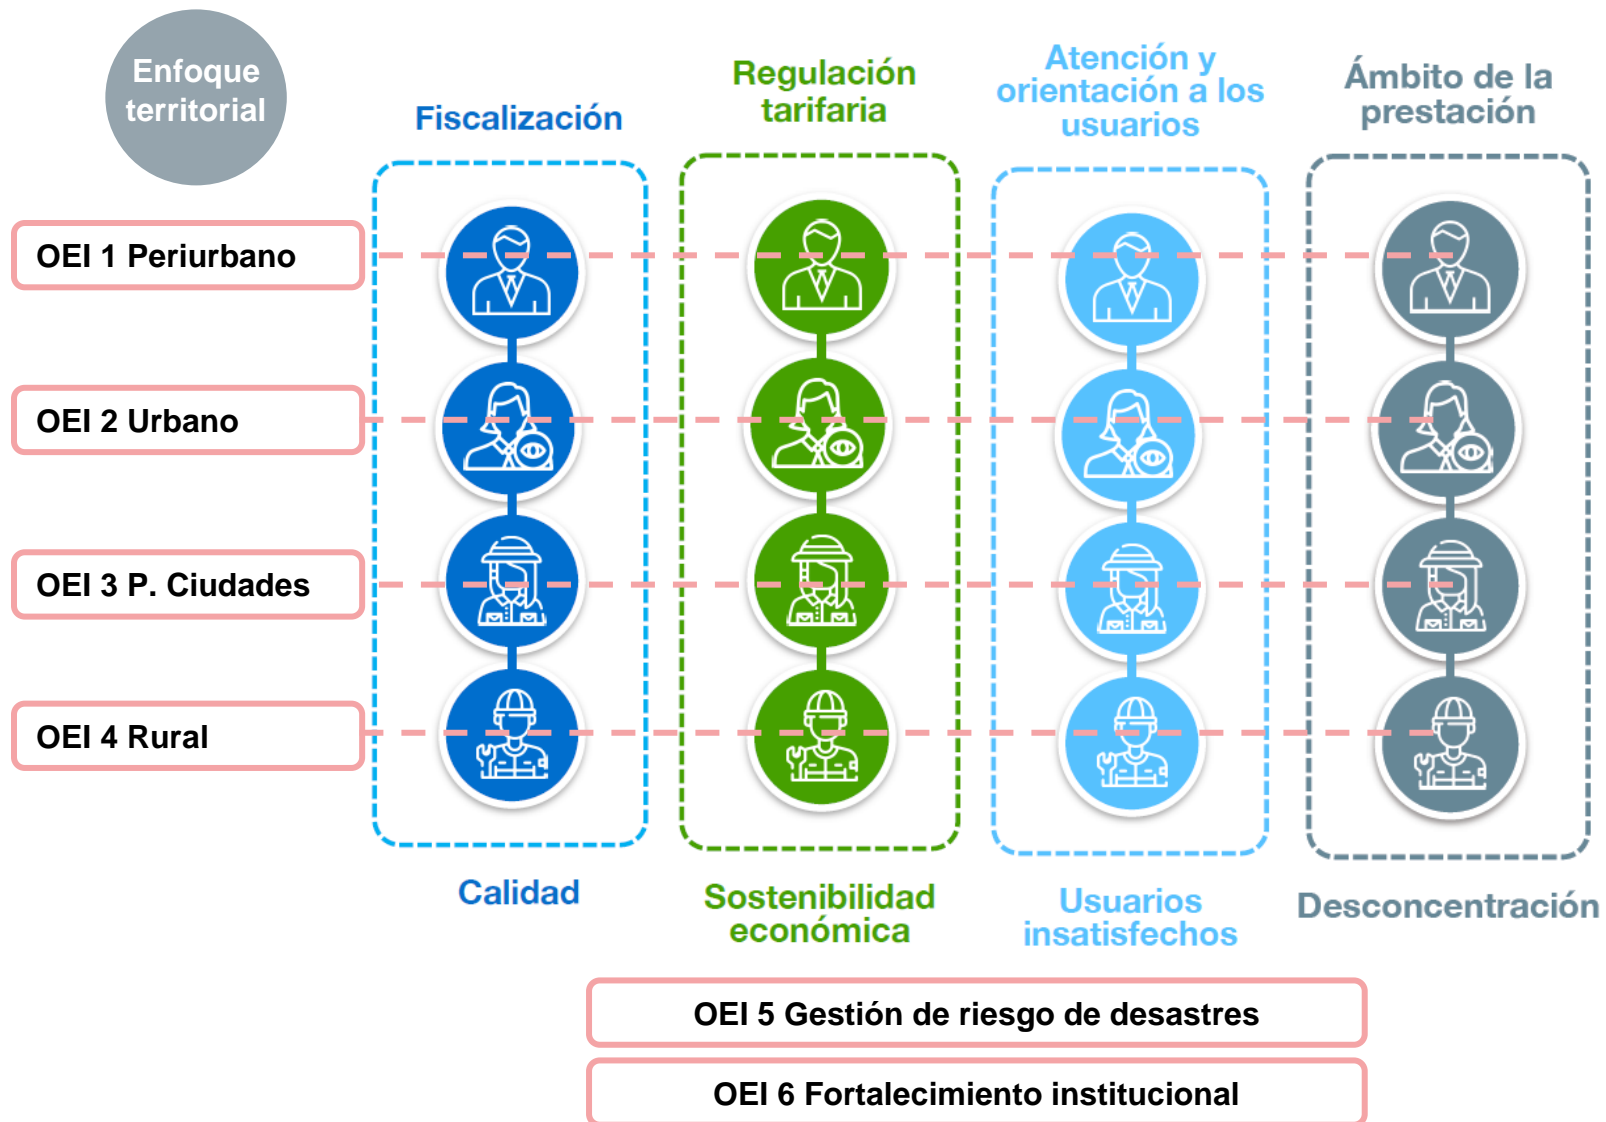 Enfoque
territorial
Fiscalización
Regulación
tarifaria
Atención y
orientación a los
usuarios
Ámbito de la
prestación
OEI 1 Periurbano
OEI 2 Urbano
OEI 3 P. Ciudades
OEI 4 Rural
Calidad
Sostenibilidad
económica
Usuarios
insatisfechos
Desconcentración
OEI 5 Gestión de riesgo de desastres
OEI 6 Fortalecimiento institucional